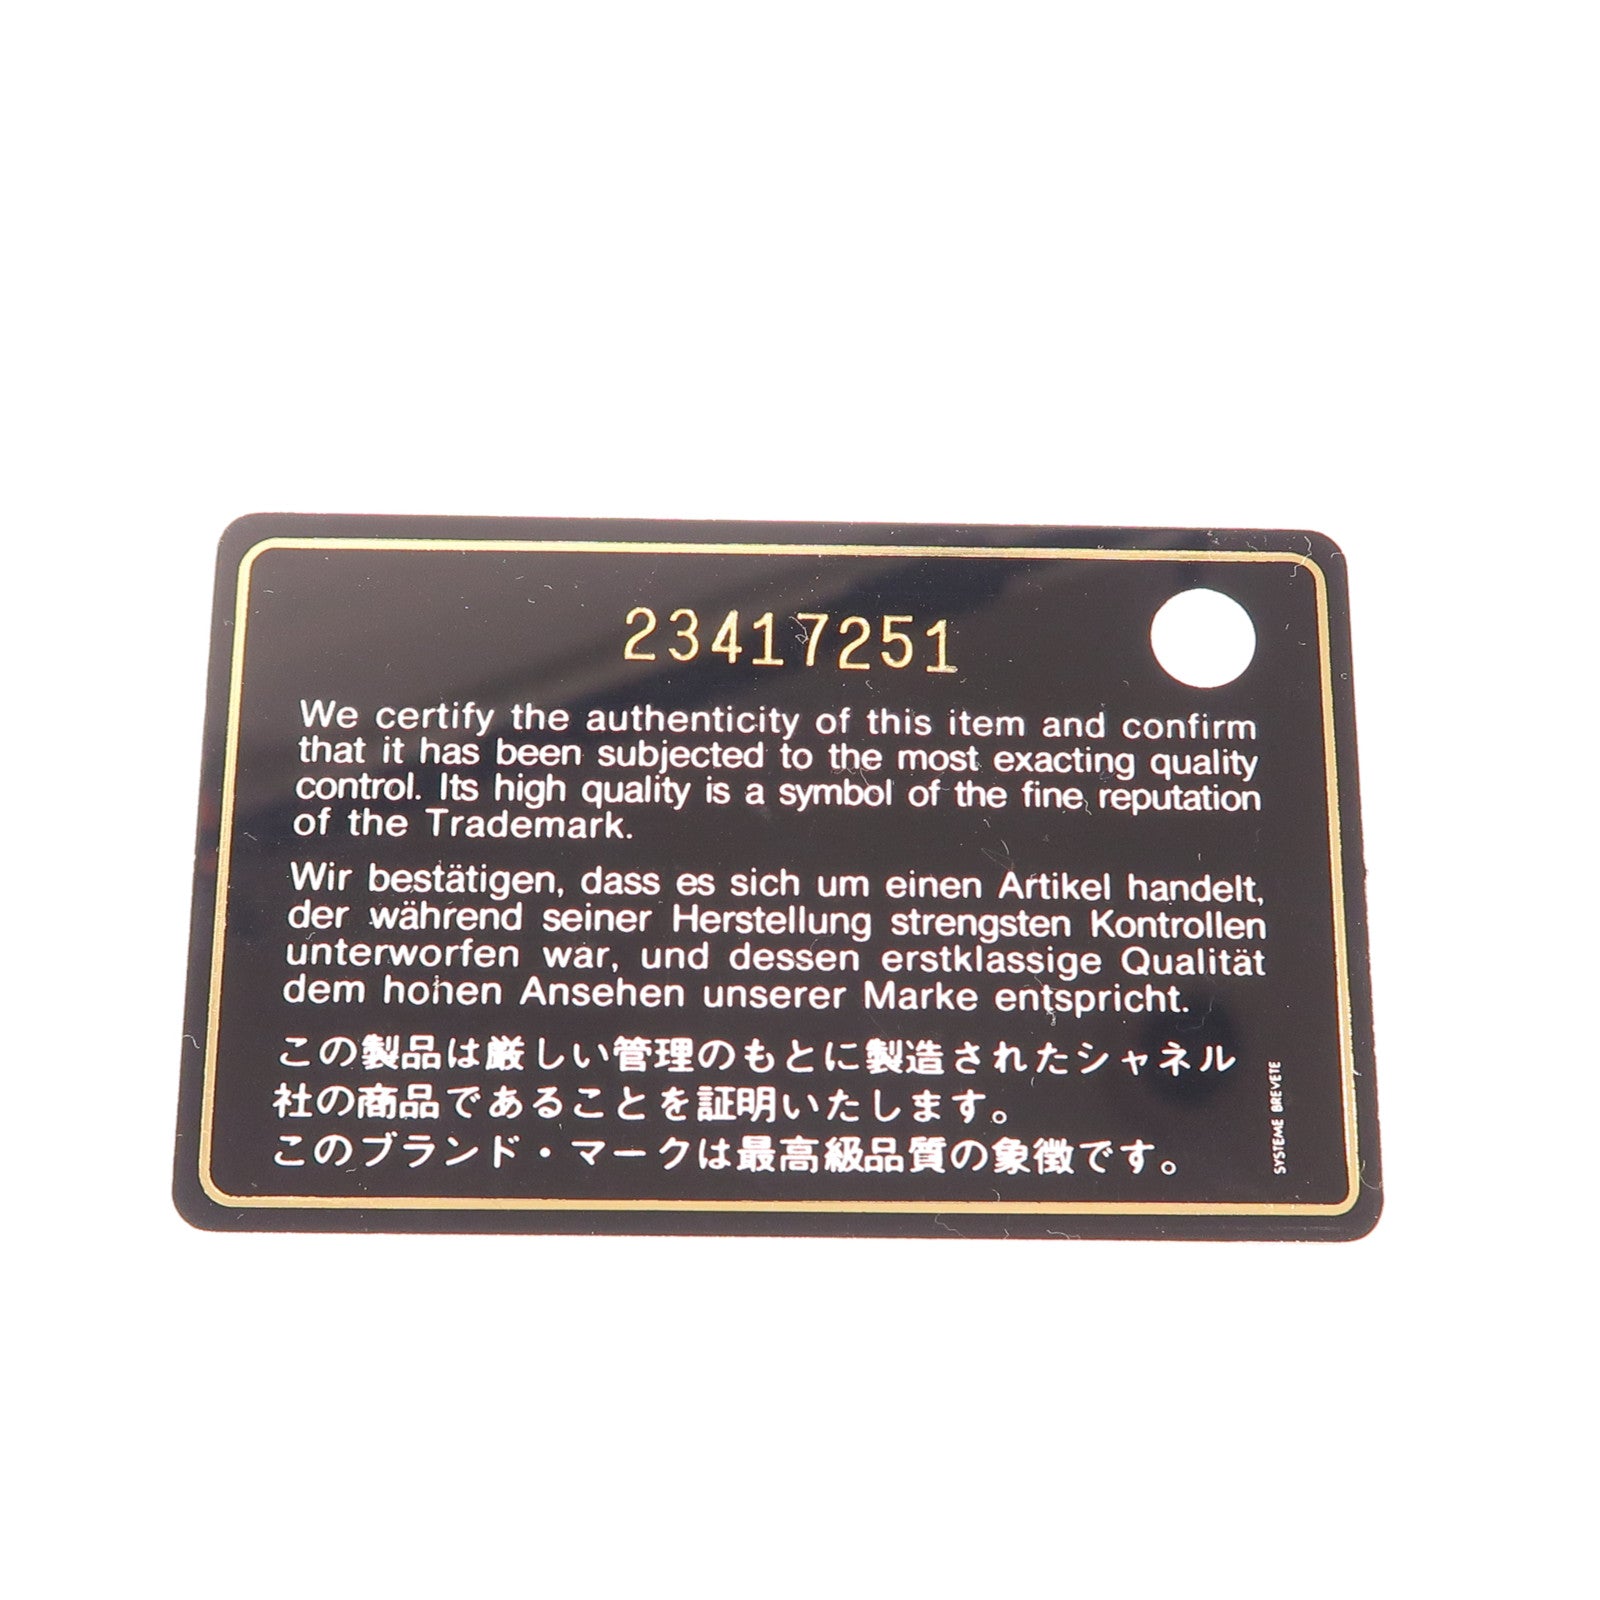 23417251
We certify the authenticity of this item and confirm
that it has been subjected to the most exacting quality
control. Its high quality is a symbol of the fine reputation
of the Trademark.
Wir bestätigen, dass es sich um einen Artikel handelt,
der während seiner Herstellung strengsten Kontrollen
unterworfen war, und dessen erstklassige Qualität
dem hohen Ansehen unserer Marke entspricht.
この製品は厳しい管理のもとに製造されたシャネル
社の商品であることを証明いたします。
このブランド・マークは最高級品質の象徴です。
SYSTEME BREVETE